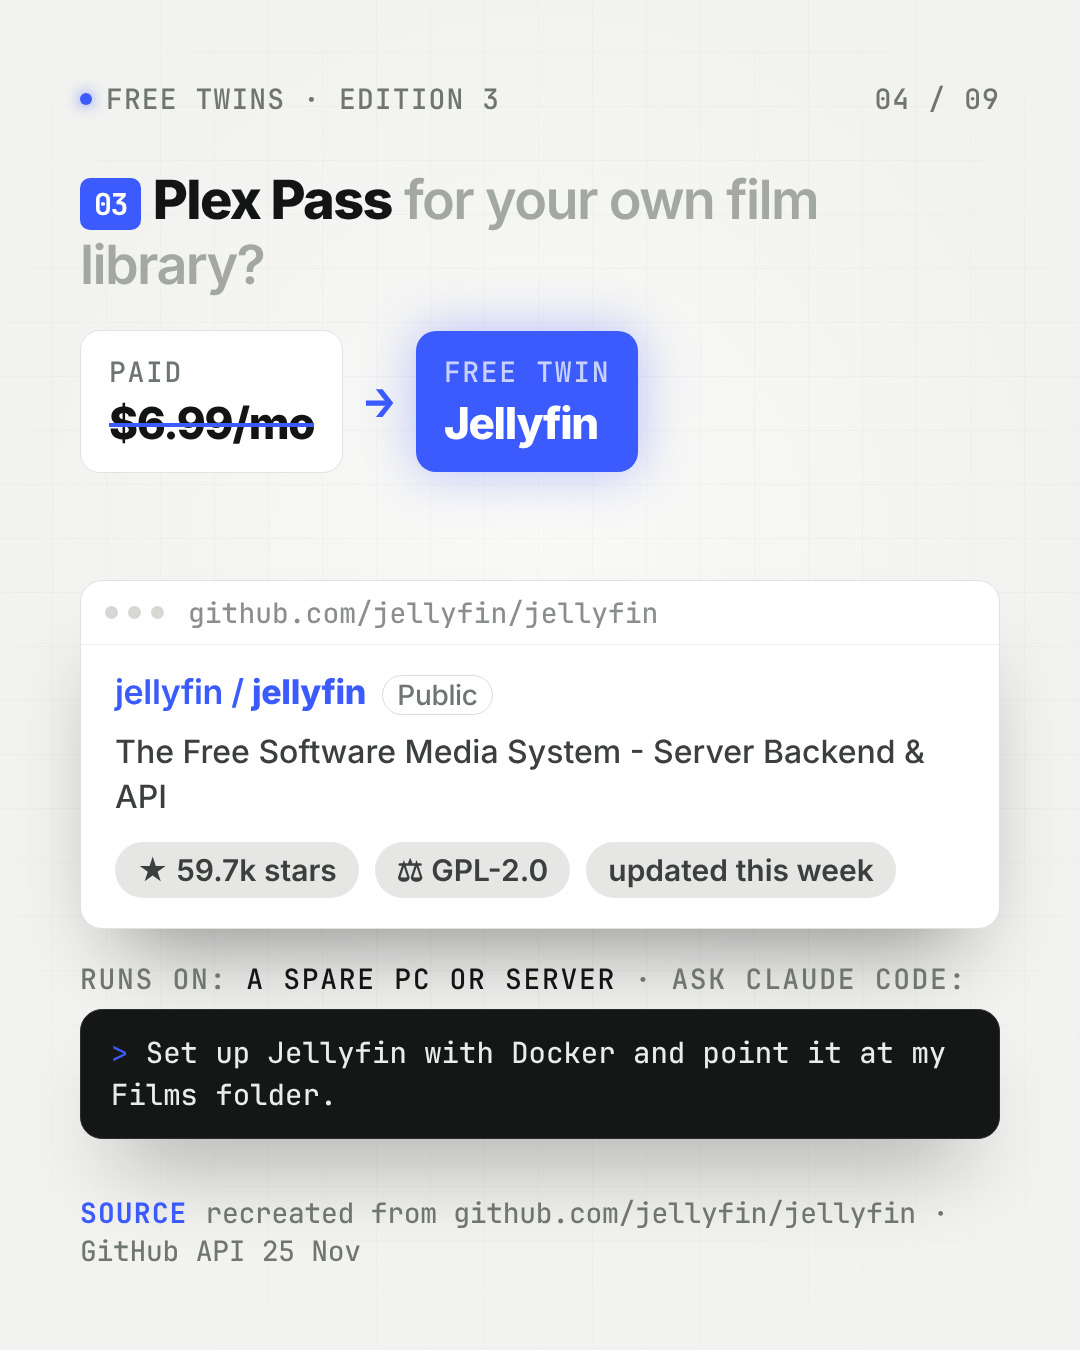 FREE TWINS · EDITION 3
04 / 09
03 Plex Pass for your own film
library?
PAID
$6.99/mo
→
FREE TWIN
Jellyfin
github.com/jellyfin/jellyfin
jellyfin / jellyfin Public
The Free Software Media System - Server Backend &
API
★ 59.7k stars
⚖ GPL-2.0
updated this week
RUNS ON: A SPARE PC OR SERVER · ASK CLAUDE CODE:
> Set up Jellyfin with Docker and point it at my
Films folder.
SOURCE recreated from github.com/jellyfin/jellyfin ·
GitHub API 25 Nov